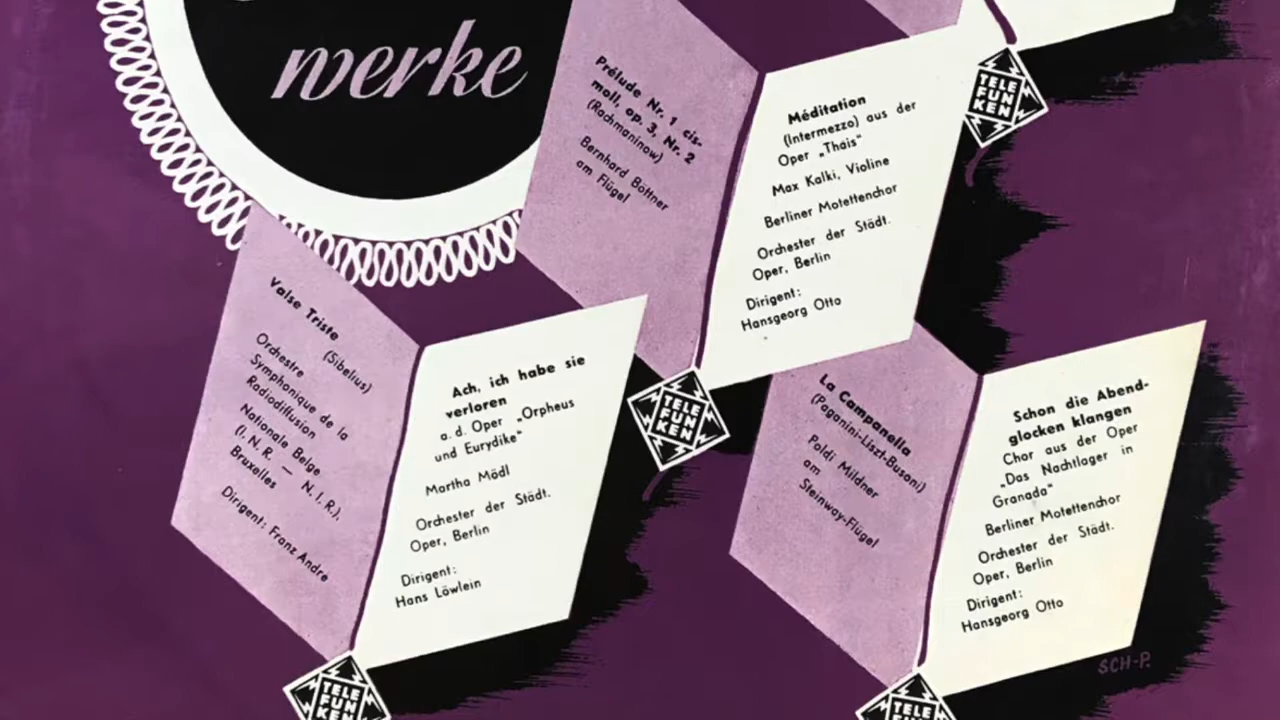 werke
Prélude Nr. 1 cis-
moll, op. 3, Nr. 2
(Rachmaninow)
Bernhard Böttner
am Flügel
Méditation
(Intermezzo) aus der
Oper „Thais“
Max Kalki, Violine
Berliner Motettenchor
Orchester der Städt.
Oper, Berlin
Dirigent:
Hansgeorg Otto
TELE
FUN
KEN
Valse Triste
(Sibelius)
Orchestre
Symphonique de la
Radiodiffusion
Nationale Belge
(I. N. R. — N. I. R.),
Bruxelles
Dirigent: Franz Andre
Ach, ich habe sie
verloren
a. d. Oper „Orpheus
und Eurydike“
Martha Mödl
Orchester der Städt.
Oper, Berlin
Dirigent:
Hans Löwlein
TELE
FUN
KEN
La Campanella
(Paganini-Liszt-Busoni)
Poldi Mildner
am
Steinway-Flügel
Schon die Abend-
glocken klangen
Chor aus der Oper
„Das Nachtlager in
Granada“
Berliner Motettenchor
Orchester der Städt.
Oper, Berlin
Dirigent:
Hansgeorg Otto
SCH-P.
TELE
FUN
KEN
TELE
FUN